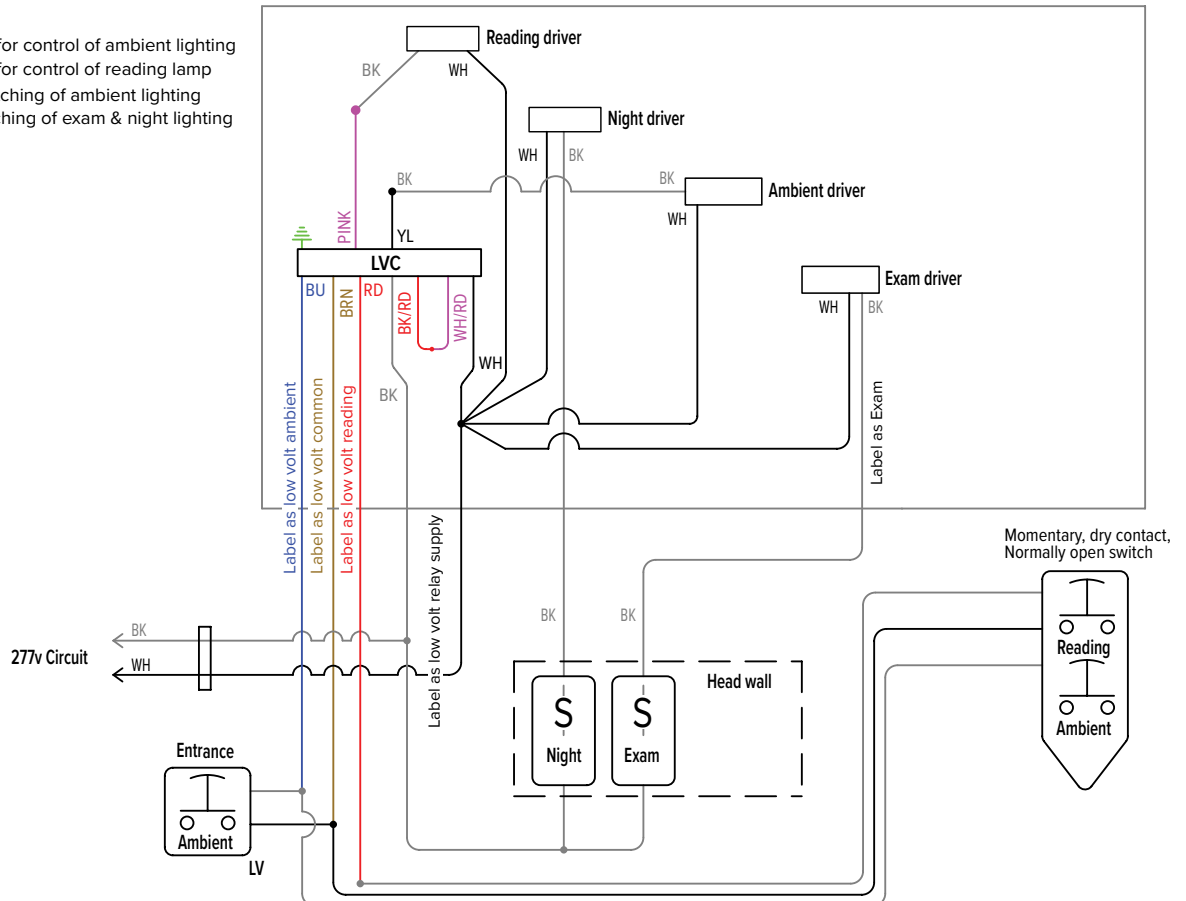 for control of ambient lighting
for control of reading lamp
ching of ambient lighting
hing of exam & night lighting
Reading driver
BK
WH
Night driver
WH
BK
BK
BK
Ambient driver
WH
PINK
YL
LVC
Exam driver
WH
BK
BU
BRN
RD
BK/RD
WH/RD
WH
BK
Label as low volt ambient
Label as low volt common
Label as low volt reading
Label as low volt relay supply
Label as Exam
Momentary, dry contact,
Normally open switch
BK
BK
BK
277v Circuit
WH
Reading
Ambient
Head wall
S
Night
S
Exam
Entrance
Ambient
LV